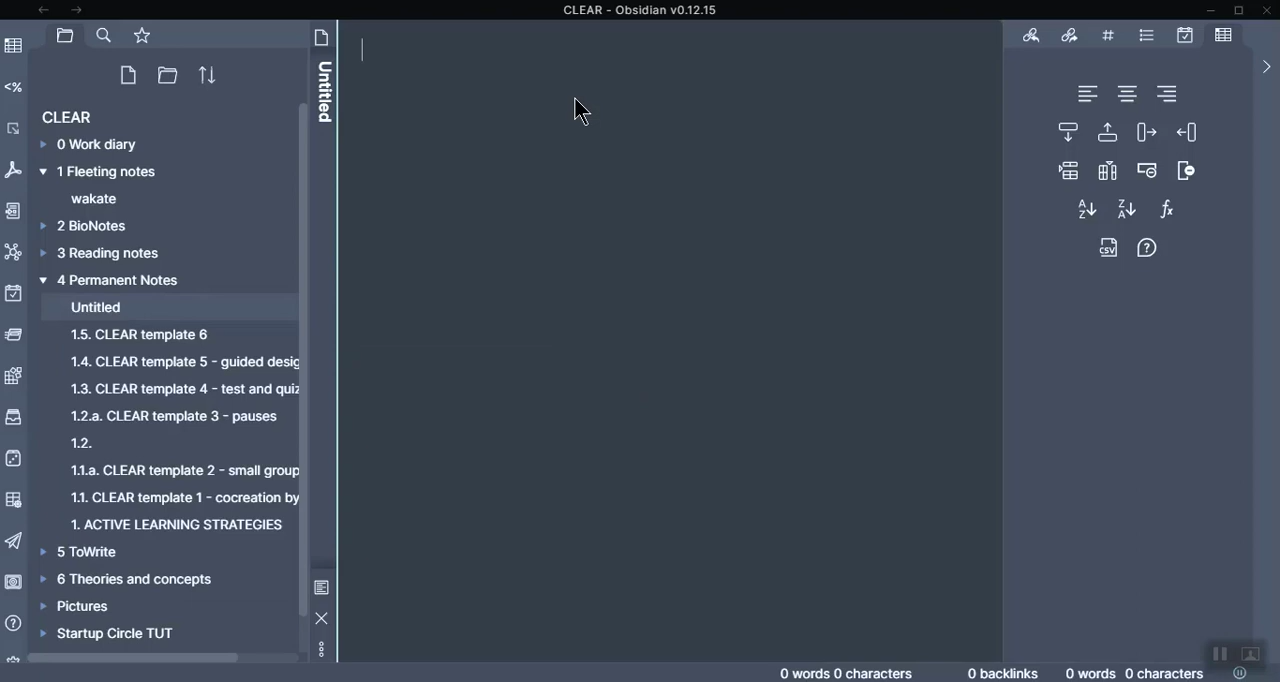 CLEAR - Obsidian v0.12.15
<%
Untitled
CLEAR
0 Work diary
1 Fleeting notes
wakate
2 BioNotes
3 Reading notes
4 Permanent Notes
Untitled
1.5. CLEAR template 6
1.4. CLEAR template 5 - guided desig
1.3. CLEAR template 4 - test and quiz
1.2.a. CLEAR template 3 - pauses
1.2.
1.1.a. CLEAR template 2 - small group
1.1. CLEAR template 1 - cocreation by
1. ACTIVE LEARNING STRATEGIES
5 ToWrite
6 Theories and concepts
Pictures
Startup Circle TUT
A Z
Z A
fx
CSV
0 words 0 characters
0 backlinks
0 words 0 characters